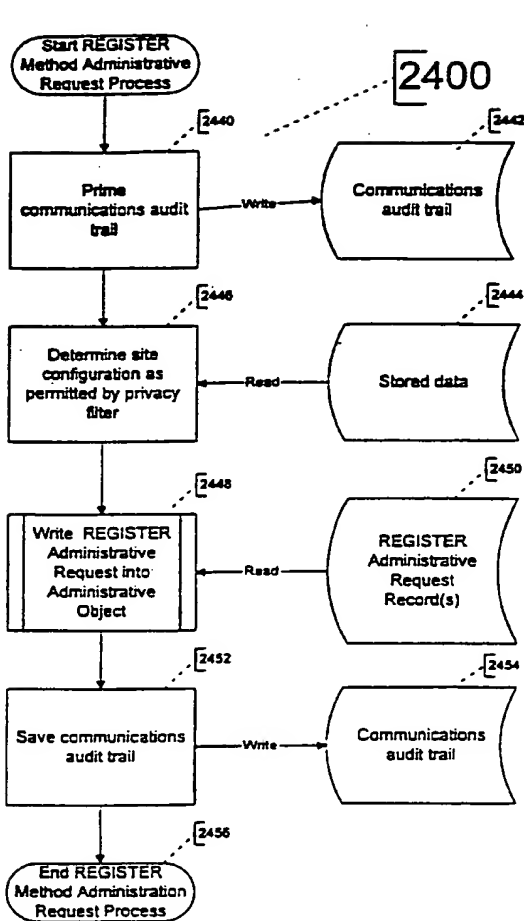 Start REGISTER
Method Administrative
Request Process
2400
2440
2442
Prime
communications audit
trail
Write
Communications
audit trail
2446
2444
Determine site
configuration as
permitted by privacy
filter
Read
Stored data
2448
2450
Write REGISTER
Administrative
Request into
Administrative
Object
Read
REGISTER
Administrative
Request
Record(s)
2452
2454
Save communications
audit trail
Write
Communications
audit trail
2456
End REGISTER
Method Administration
Request Process